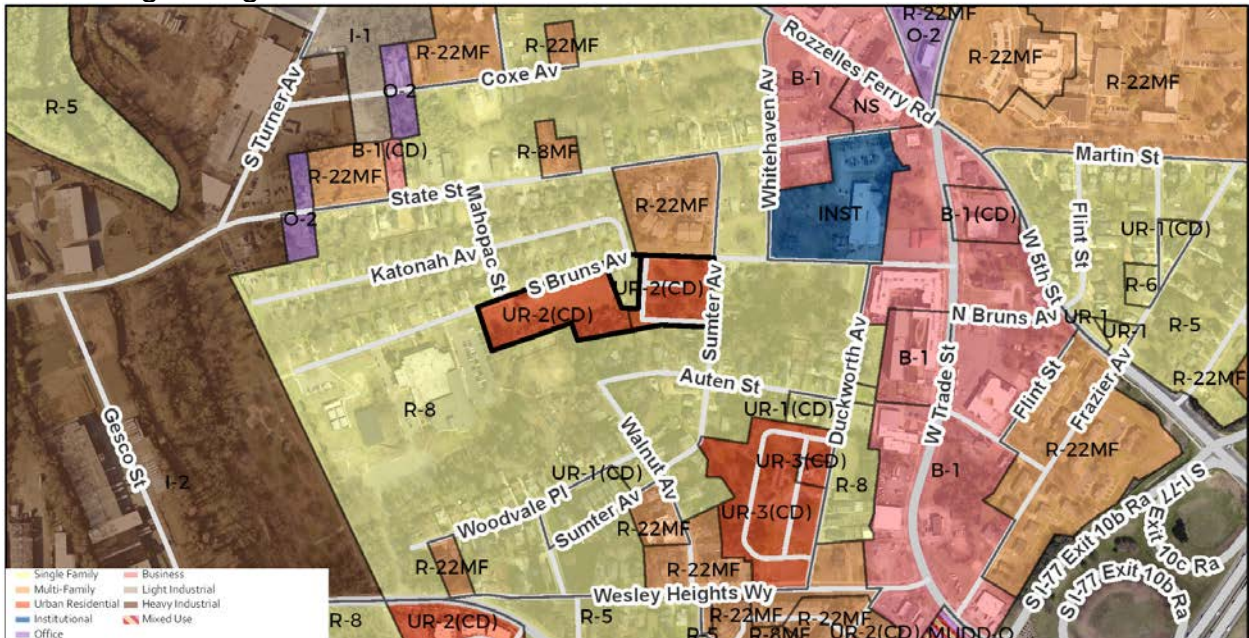 R-22MF
O-2
I-1
R-22MF
R-22MF
R-22MF
R-22MF
Rozzelles Ferry Rd
Coxe Av
B-1
R-5
S Turner Av
O-2
Whitehaven Av
NS
B-1(CD)
R-8MF
Martin St
R-22MF
State St
Mahopac St
R-22MF
INST
B-1(CD)
Flint St
UR-1(CD)
O-2
W 5th St
Katonah Av
S Bruns Av
UR-2(CD)
Sumter Av
R-6
UR-2(CD)
N Bruns Av
UR-1
UR-1
R-5
B-1
Gesco St
Auten St
Duckworth Av
W Trade St
Flint St
Frazier Av
R-22MF
R-8
UR-1(CD)
Walnut Av
R-22MF
UR-1(CD)
UR-3(CD)
R-8
B-1
I-2
Woodvale Pl
Sumter Av
R-22MF
UR-3(CD)
S I-77 Exit 10b Ra
S I-77 Exit 10c Ra
R-22MF
R-22MF
S I-77 Exit 10b Ra
Wesley Heights Wy
Single Family
Multi-Family
Urban Residential
Institutional
Office
Business
Light Industrial
Heavy Industrial
Mixed Use
R-8
UR-2(CD)
R-5
R-22MF
R-22MF
R-5
R-8MF
UR-2(CD)
MUDD-O